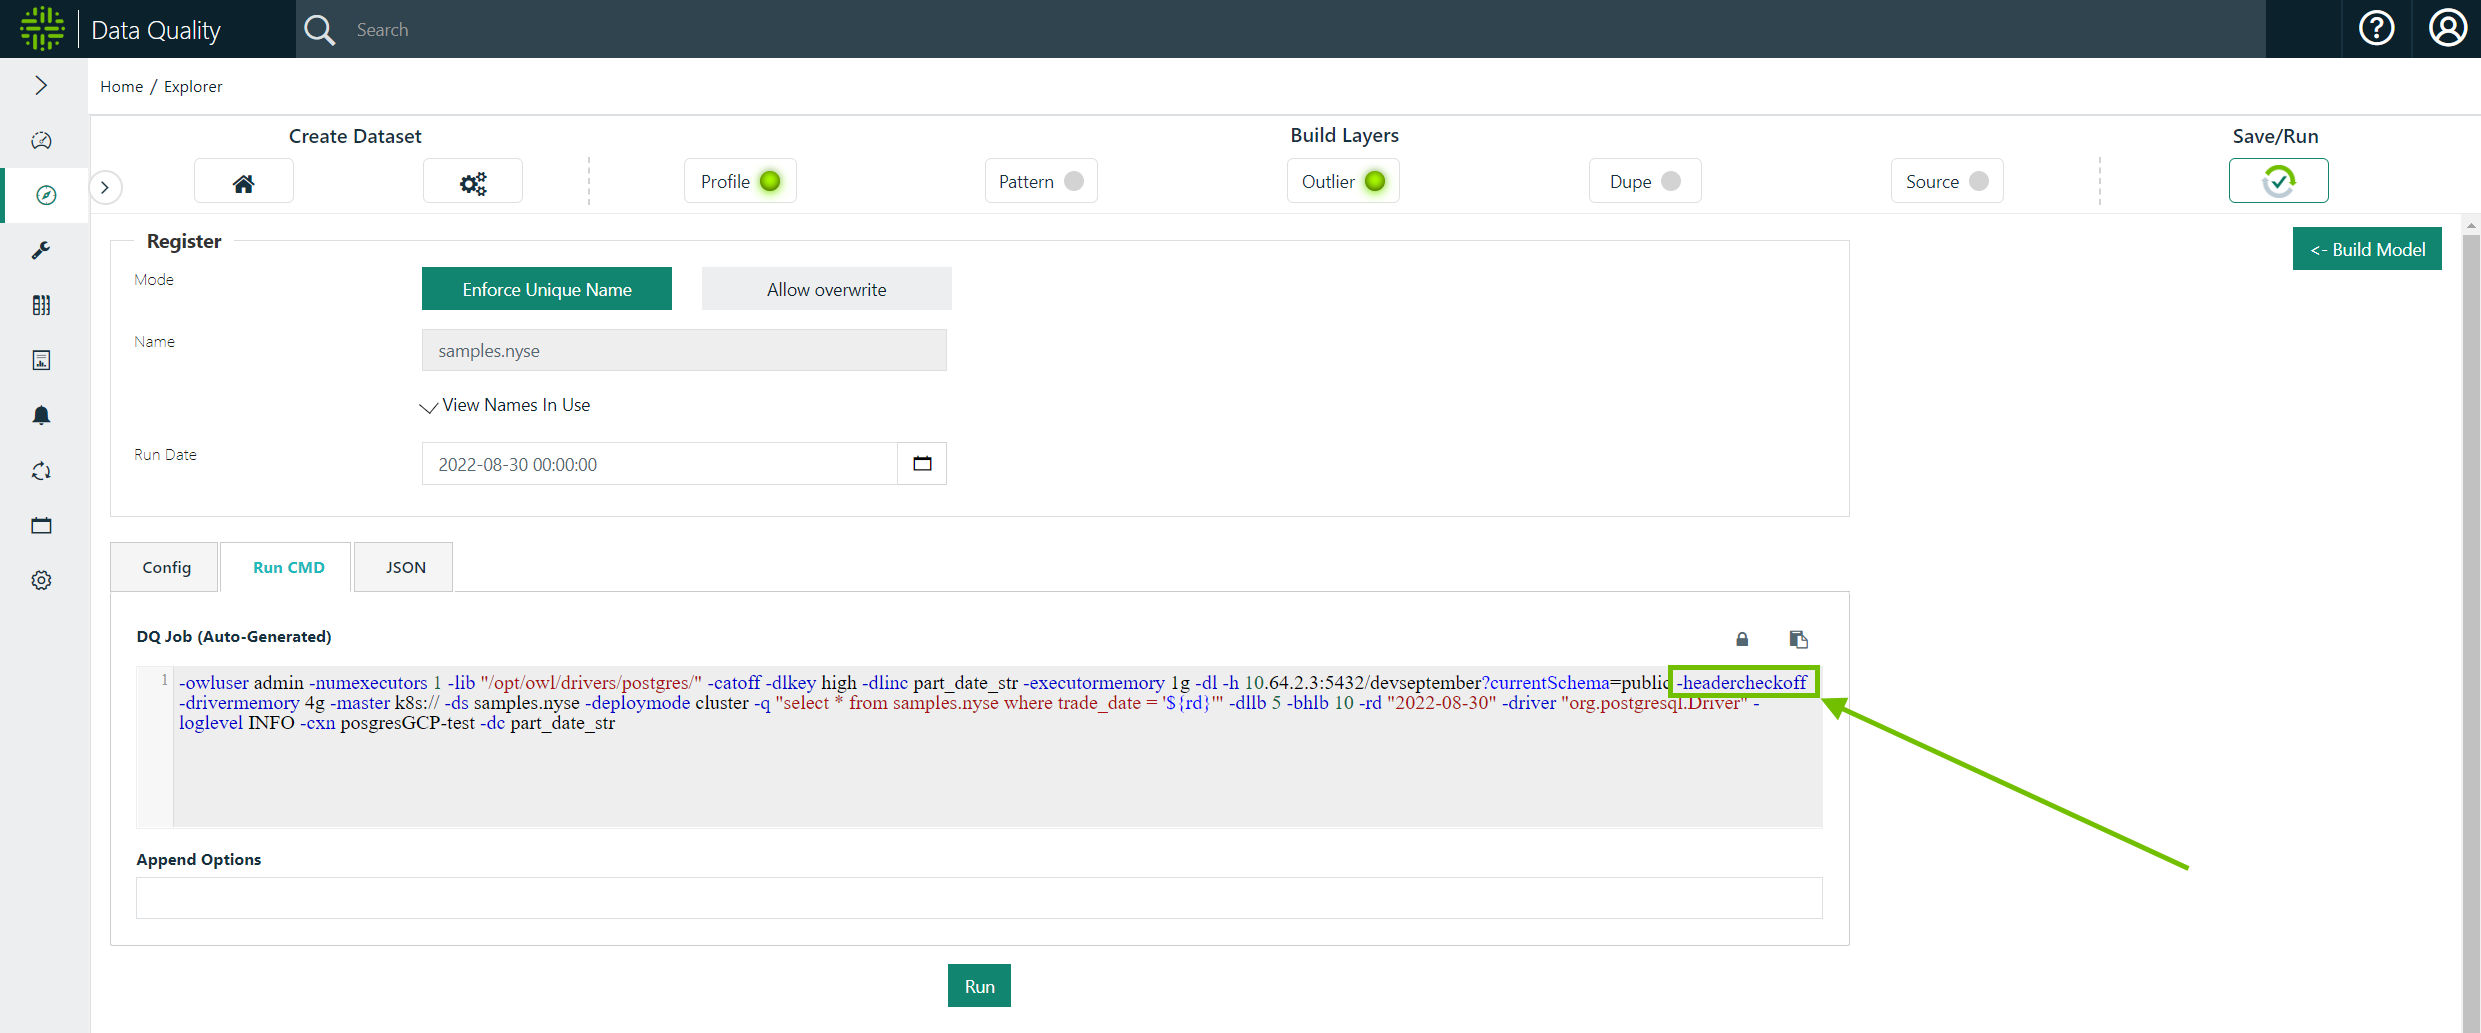 Data Quality
Search
Home / Explorer
Create Dataset
Build Layers
Save/Run
Profile
Pattern
Outlier
Dupe
Source
Register
<- Build Model
Mode
Enforce Unique Name
Allow overwrite
Name
samples.nyse
View Names In Use
Run Date
2022-08-30 00:00:00
Config
Run CMD
JSON
DQ Job (Auto-Generated)
1
-owluser admin -numexecutors 1 -lib "/opt/owl/drivers/postgres/" -catoff -dlkey high -dlinc part_date_str -executormemory 1g -dl -h 10.64.2.3:5432/devseptember?currentSchema=public -headercheckoff
-drivermemory 4g -master k8s:// -ds samples.nyse -deploymode cluster -q "select * from samples.nyse where trade_date = '${rd}'" -dllb 5 -bhlb 10 -rd "2022-08-30" -driver "org.postgresql.Driver" -
loglevel INFO -cxn posgresGCP-test -dc part_date_str
Append Options
Run